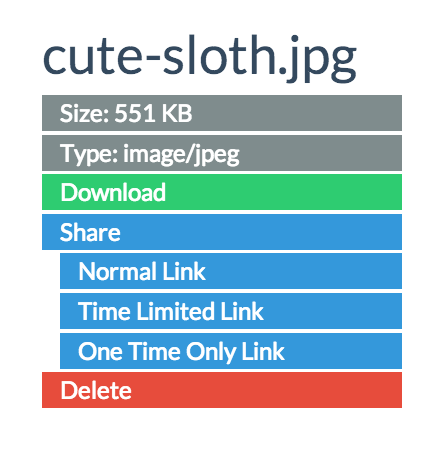 cute-sloth.jpg
Size: 551 KB
Type: image/jpeg
Download
Share
Normal Link
Time Limited Link
One Time Only Link
Delete